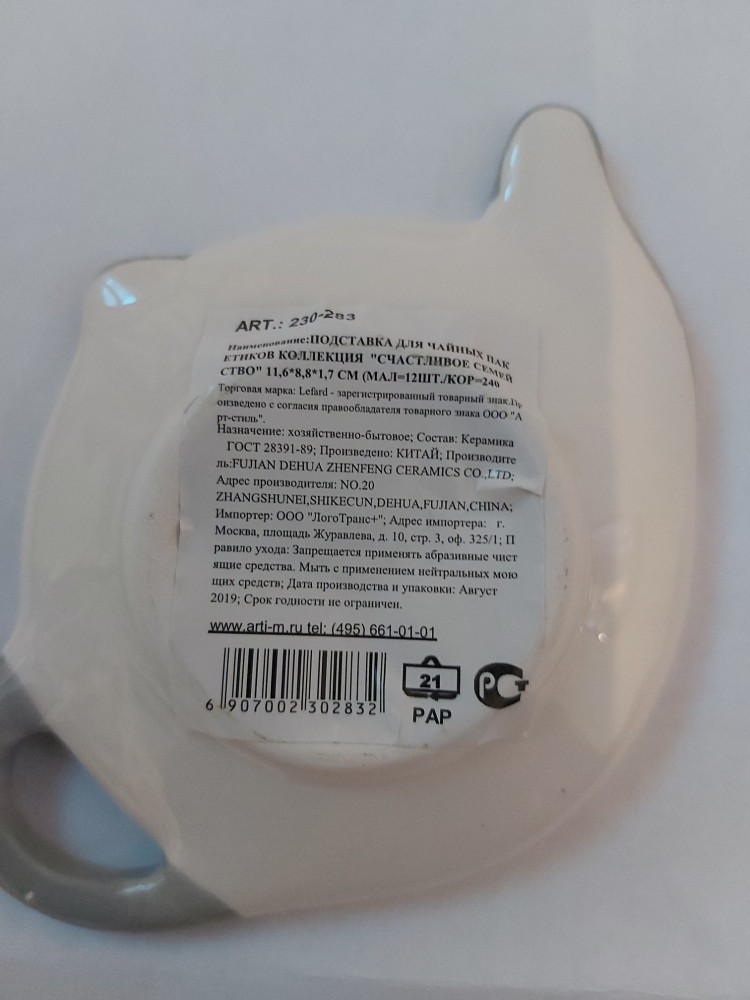 ART.: 230-283
Наименование:ПОДСТАВКА ДЛЯ ЧАЙНЫХ ПАК
ЕТИКОВ КОЛЛЕКЦИЯ "СЧАСТЛИВОЕ СЕМЕЙ
СТВО" 11,6*8,8*1,7 СМ (МАЛ=12ШТ./КОР=240
Торговая марка: Lefard - зарегистрированный товарный знак.Пр
оизведено с согласия правообладателя товарного знака ООО "А
рт-стиль".
Назначение: хозяйственно-бытовое; Состав: Керамика
ГОСТ 28391-89; Произведено: КИТАЙ; Производите
ль:FUJIAN DEHUA ZHENFENG CERAMICS CO.,LTD;
Адрес производителя: NO.20
ZHANGSHUNEI,SHIKECUN,DEHUA,FUJIAN,CHINA;
Импортер: ООО "ЛогоТранс+"; Адрес импортера: г.
Москва, площадь Журавлева, д. 10, стр. 3, оф. 325/1; П
равило ухода: Запрещается применять абразивные чист
ящие средства. Мыть с применением нейтральных мою
щих средств; Дата производства и упаковки: Август
2019; Срок годности не ограничен.
www.arti-m.ru tel: (495) 661-01-01
6 907002 302832
21
PAP
РСТ